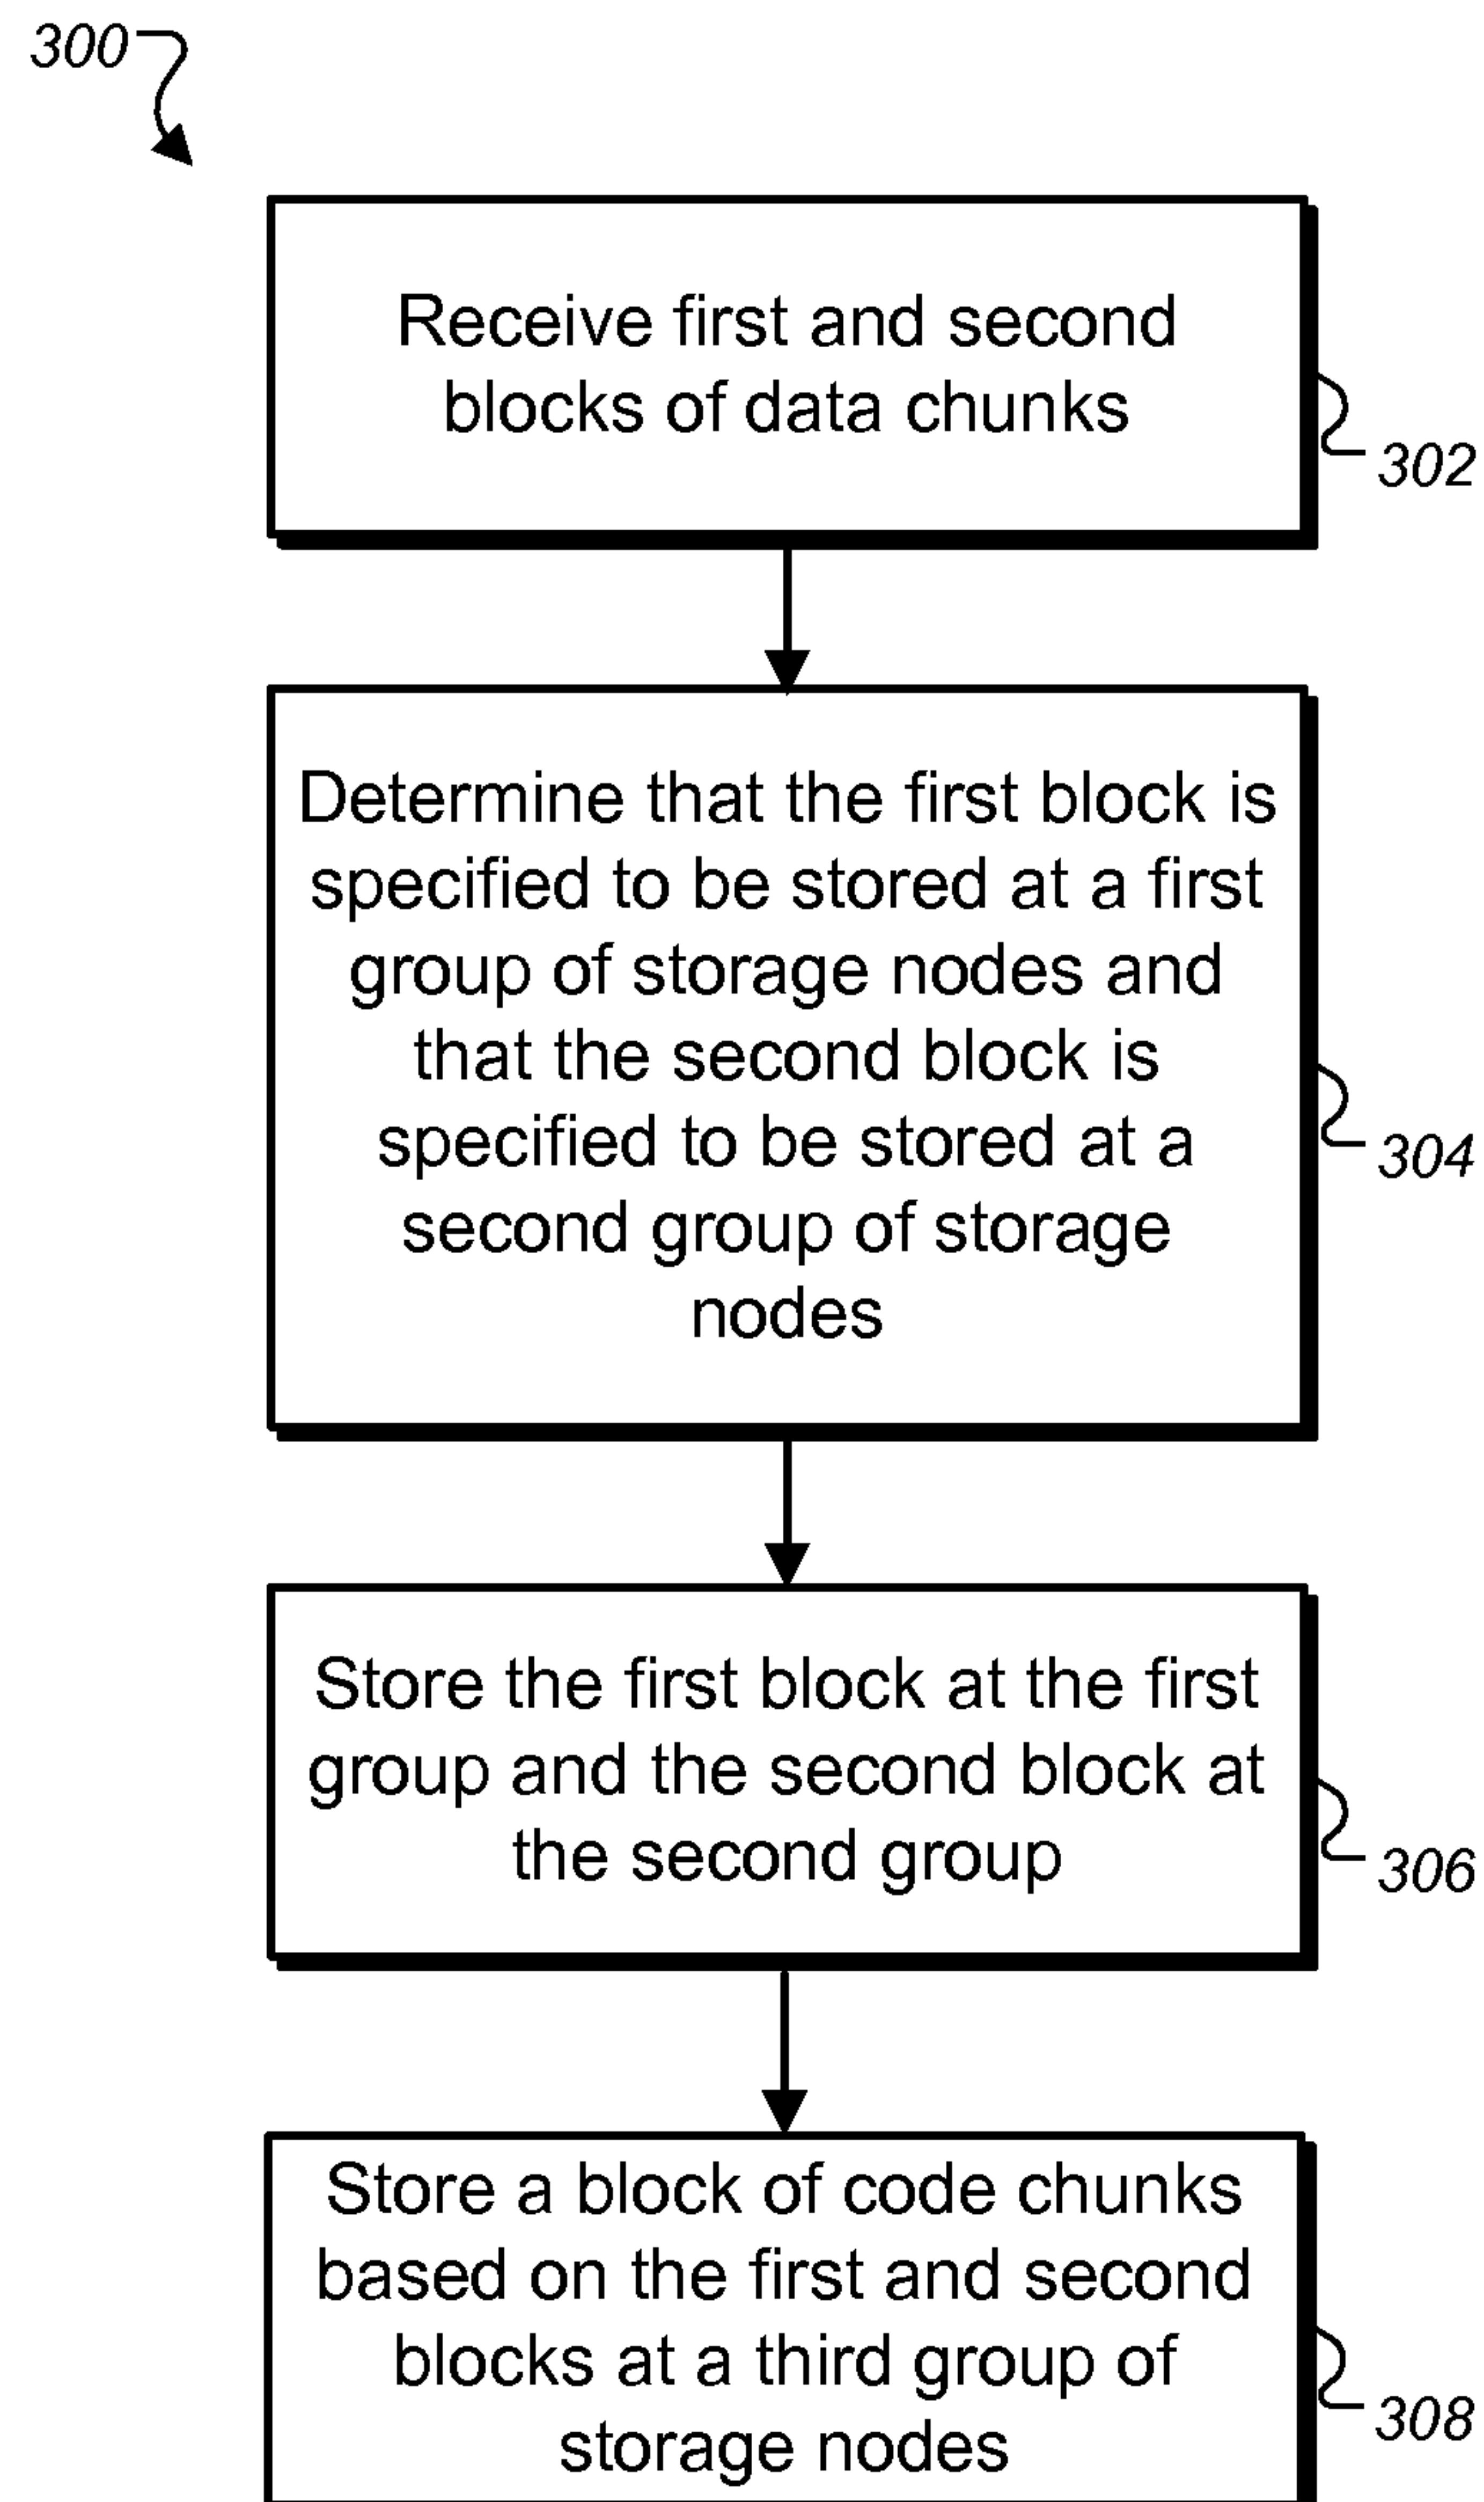 300
Receive first and second
blocks of data chunks
302
Determine that the first block is
specified to be stored at a first
group of storage nodes and
that the second block is
specified to be stored at a
second group of storage
nodes
304
Store the first block at the first
group and the second block at
the second group
306
Store a block of code chunks
based on the first and second
blocks at a third group of
storage nodes
308